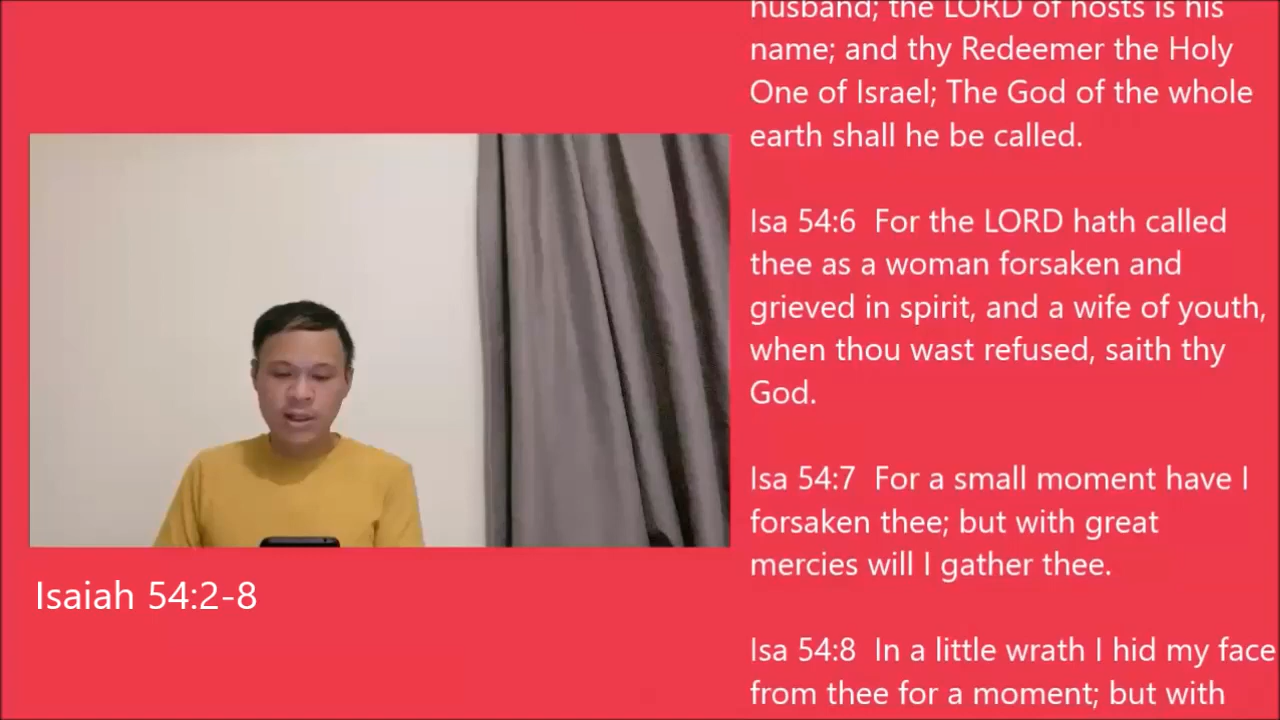 husband; the LORD of hosts is his
name; and thy Redeemer the Holy
One of Israel; The God of the whole
earth shall he be called.
Isa 54:6  For the LORD hath called
thee as a woman forsaken and
grieved in spirit, and a wife of youth,
when thou wast refused, saith thy
God.
Isa 54:7  For a small moment have I
forsaken thee; but with great
mercies will I gather thee.
Isa 54:8  In a little wrath I hid my face
from thee for a moment; but with
Isaiah 54:2-8